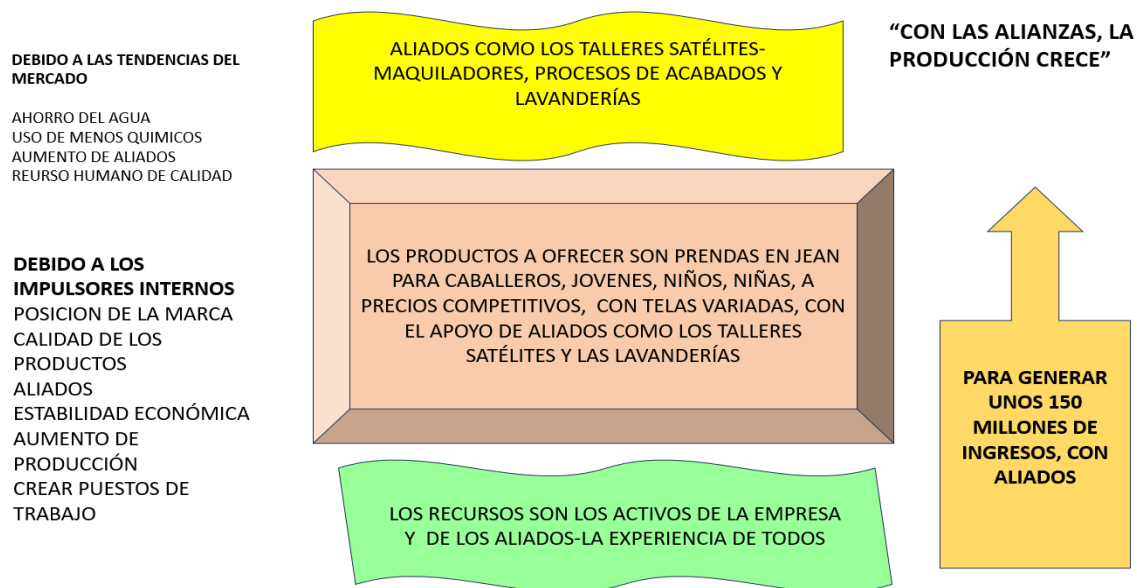 DEBIDO A LAS TENDENCIAS DEL
MERCADO
AHORRO DEL AGUA
USO DE MENOS QUIMICOS
AUMENTO DE ALIADOS
REURSO HUMANO DE CALIDAD
DEBIDO A LOS
IMPULSORES INTERNOS
POSICION DE LA MARCA
CALIDAD DE LOS
PRODUCTOS
ALIADOS
ESTABILIDAD ECONÓMICA
AUMENTO DE
PRODUCCIÓN
CREAR PUESTOS DE
TRABAJO
ALIADOS COMO LOS TALLERES SATÉLITES-
MAQUILADORES, PROCESOS DE ACABADOS Y
LAVANDERÍAS
LOS PRODUCTOS A OFRECER SON PRENDAS EN JEAN
PARA CABALLEROS, JOVENES, NIÑOS, NIÑAS, A
PRECIOS COMPETITIVOS, CON TELAS VARIADAS, CON
EL APOYO DE ALIADOS COMO LOS TALLERES
SATÉLITES Y LAS LAVANDERÍAS
LOS RECURSOS SON LOS ACTIVOS DE LA EMPRESA
Y DE LOS ALIADOS-LA EXPERIENCIA DE TODOS
“CON LAS ALIANZAS, LA
PRODUCCIÓN CRECE”
PARA GENERAR
UNOS 150
MILLONES DE
INGRESOS, CON
ALIADOS